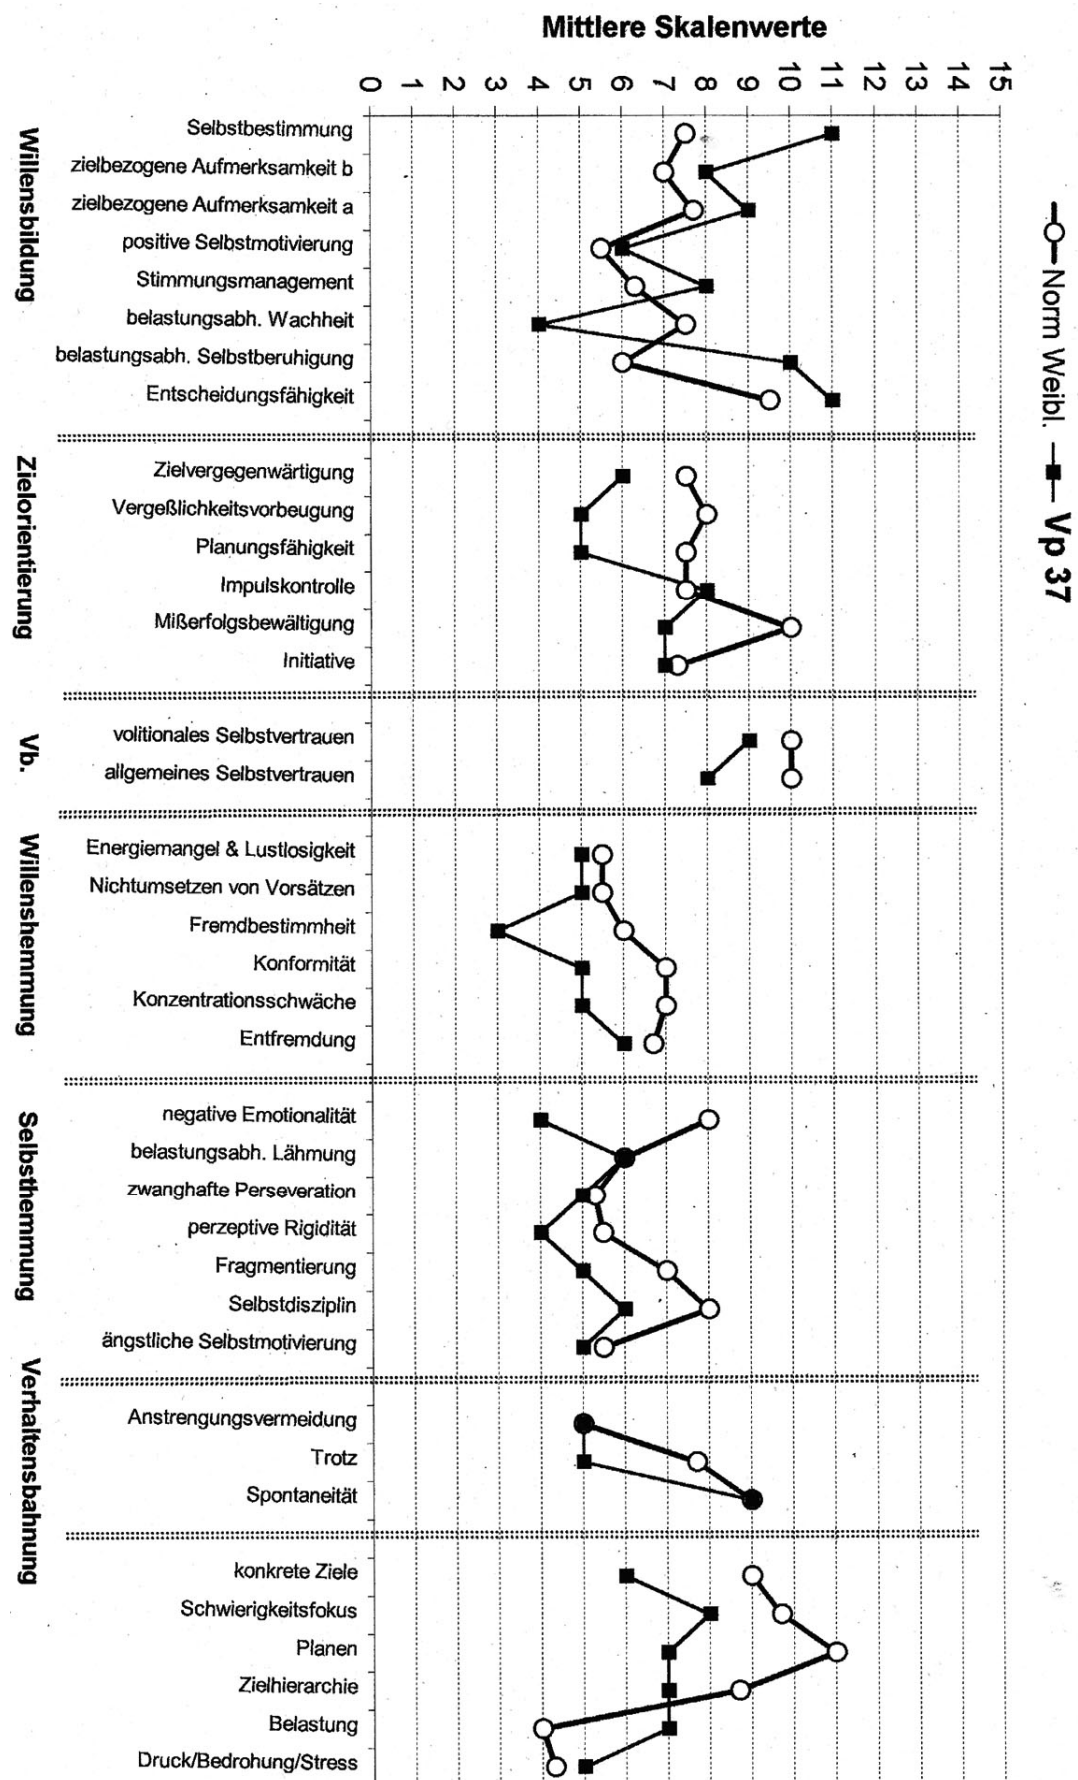 Mittlere Skalenwerte
0 1 2 3 4 5 6 7 8 9 10 11 12 13 14 15
Norm Weibl. Vp 37
Willensbildung
Selbstbestimmung
zielbezogene Aufmerksamkeit b
zielbezogene Aufmerksamkeit a
positive Selbstmotivierung
Stimmungsmanagement
belastungsabh. Wachheit
belastungsabh. Selbstberuhigung
Entscheidungsfähigkeit
Zielorientierung
Zielvergegenwärtigung
Vergeßlichkeitsvorbeugung
Planungsfähigkeit
Impulskontrolle
Mißerfolgsbewältigung
Initiative
Vb.
volitionales Selbstvertrauen
allgemeines Selbstvertrauen
Willenshemmung
Energiemangel & Lustlosigkeit
Nichtumsetzen von Vorsätzen
Fremdbestimmheit
Konformität
Konzentrationsschwäche
Entfremdung
Selbsthemmung
negative Emotionalität
belastungsabh. Lähmung
zwanghafte Perseveration
perzeptive Rigidität
Fragmentierung
Selbstdisziplin
ängstliche Selbstmotivierung
Verhaltensbahnung
Anstrengungsvermeidung
Trotz
Spontaneität
konkrete Ziele
Schwierigkeitsfokus
Planen
Zielhierarchie
Belastung
Druck/Bedrohung/Stress